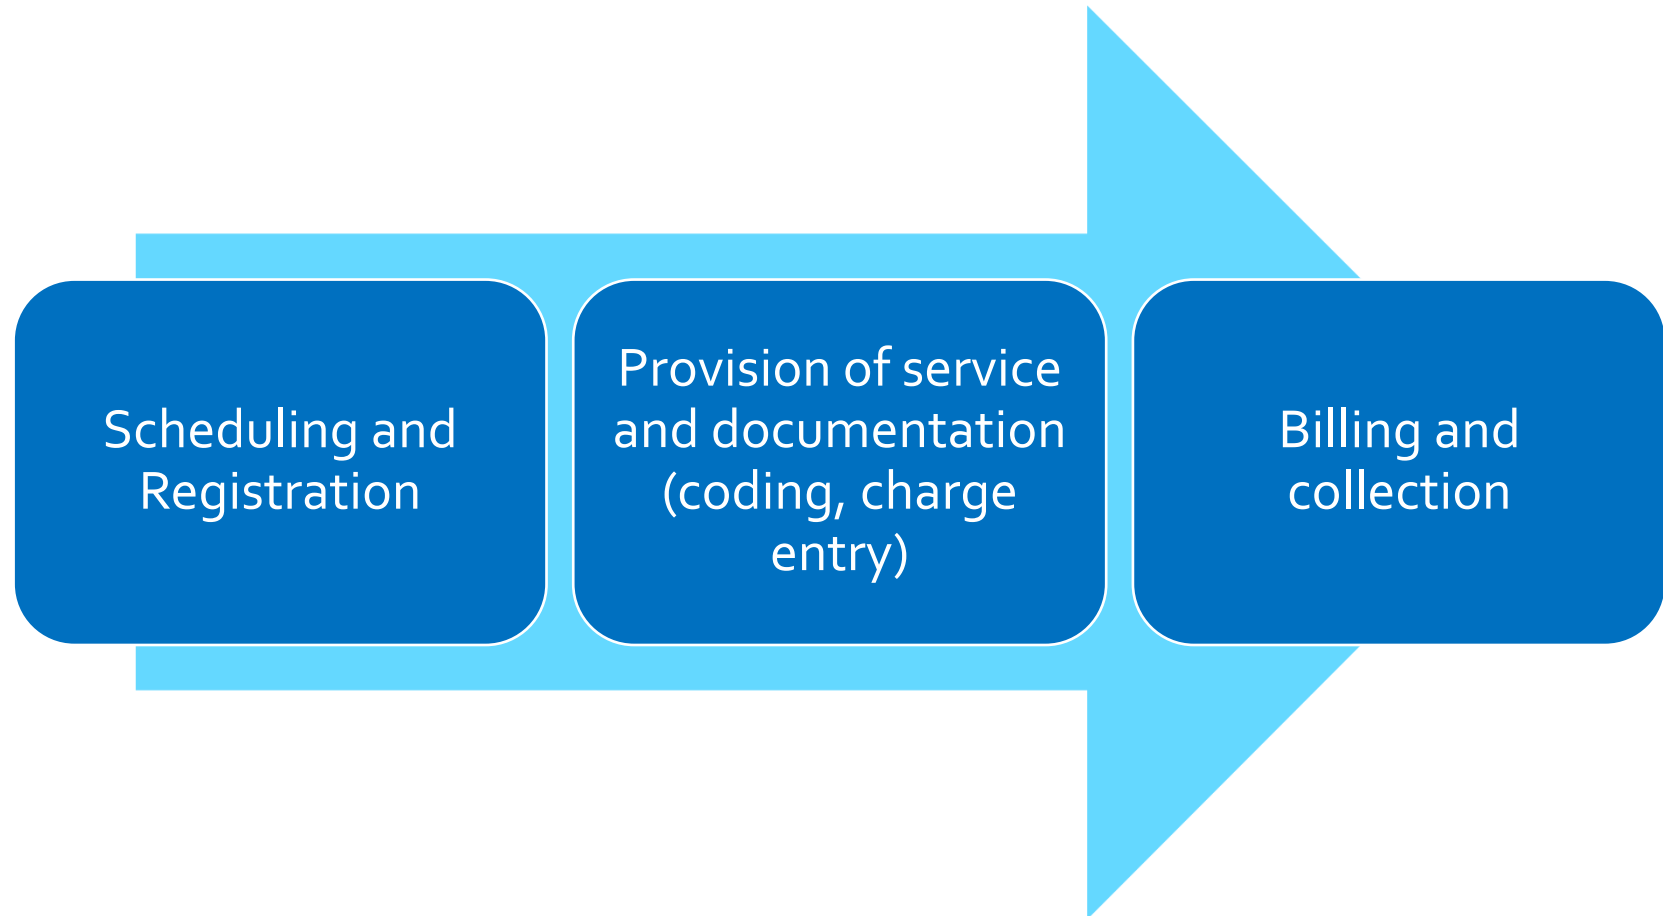 Scheduling and
Registration
Provision of service
and documentation
(coding, charge
entry)
Billing and
collection